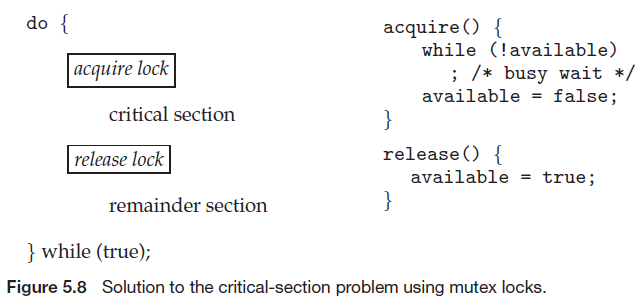 do {
acquire lock
critical section
release lock
remainder section
} while (true);
acquire() {
while (!available)
; /* busy wait */
available = false;
}
release() {
available = true;
}
Figure 5.8 Solution to the critical-section problem using mutex locks.